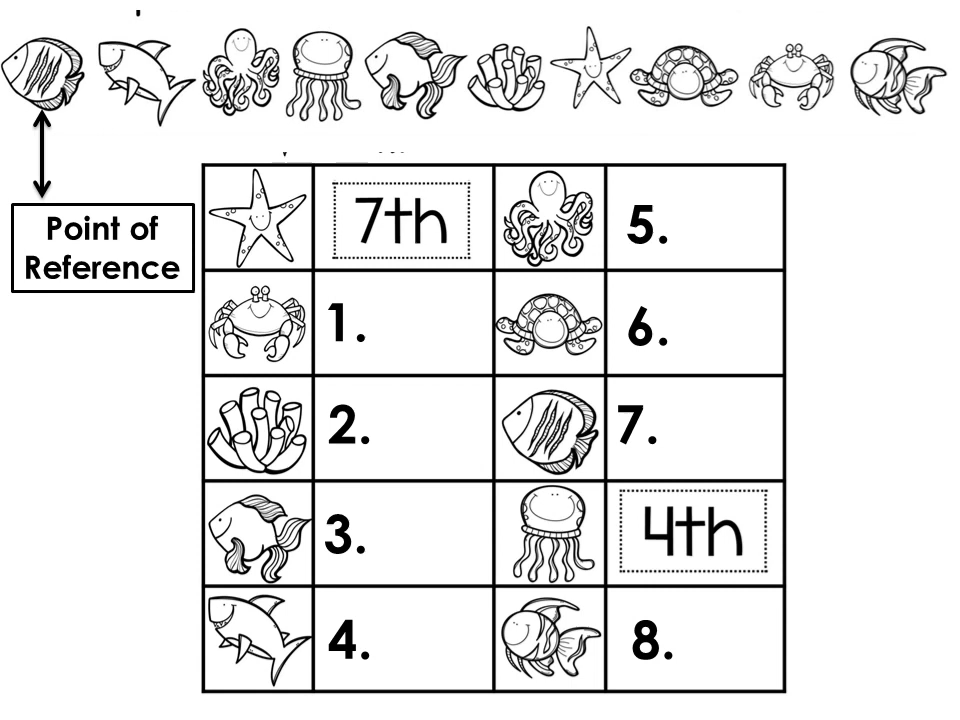 Point of
Reference
7th
5.
1.
6.
2.
7.
3.
4th
4.
8.